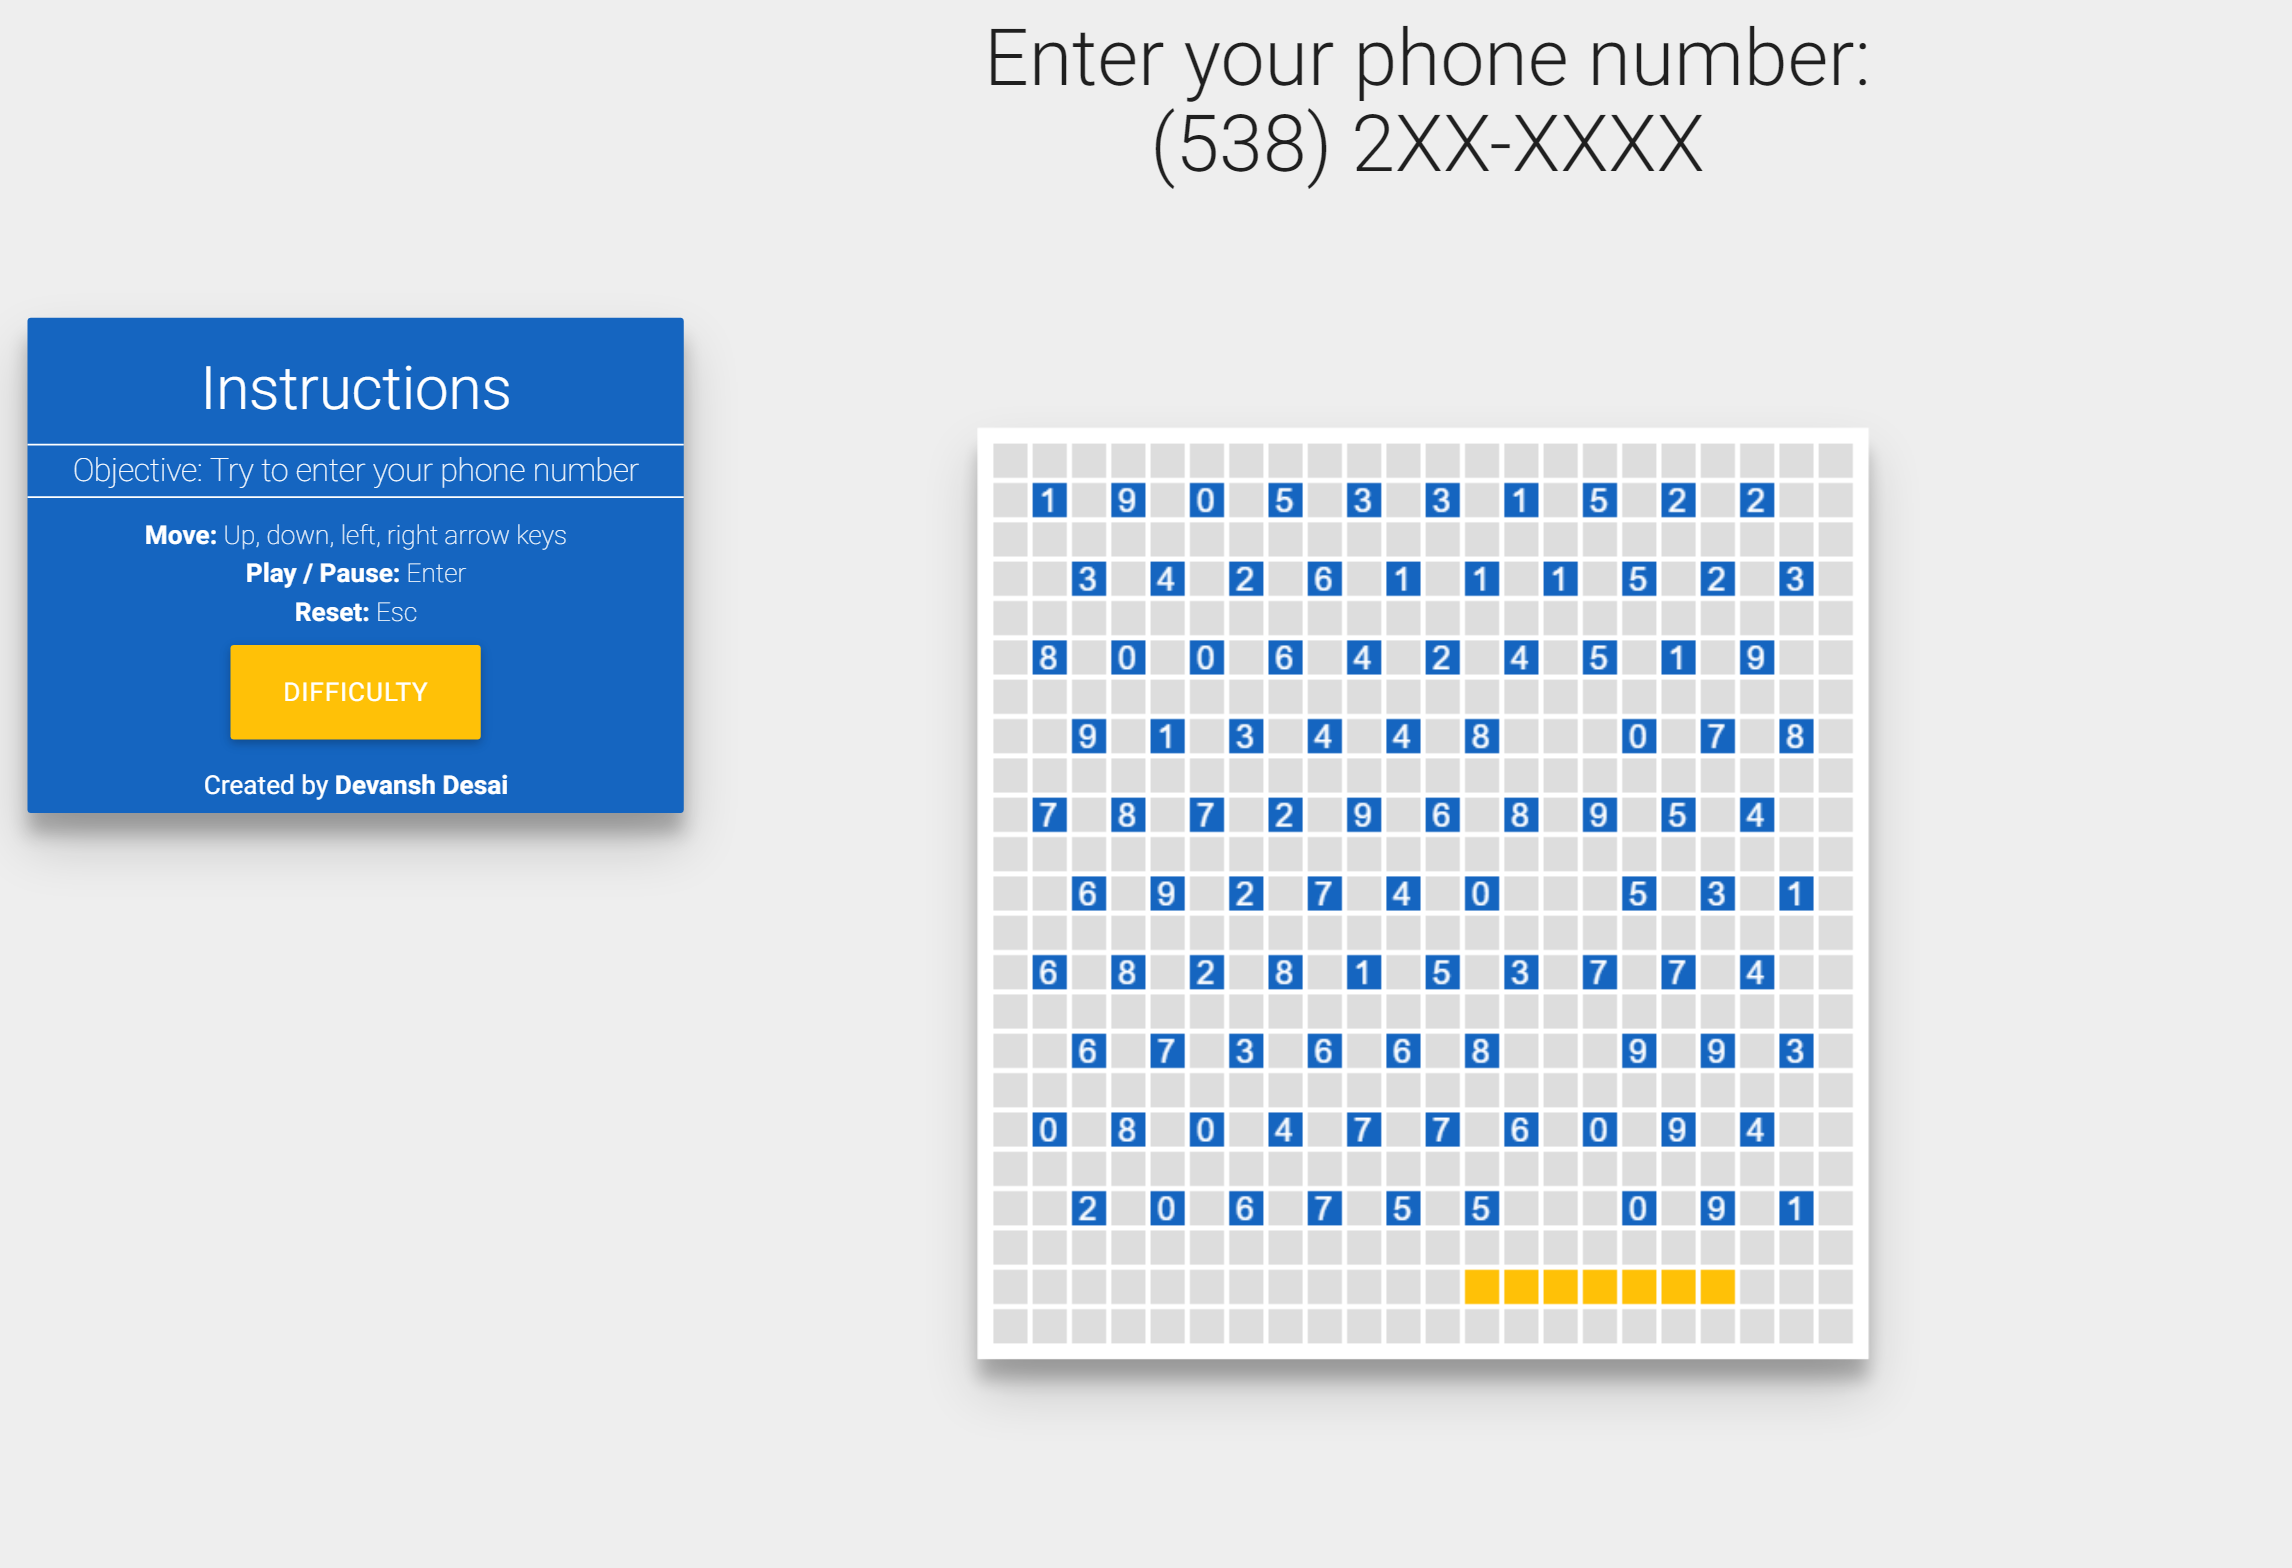 Enter your phone number:
(538) 2XX-XXXX
Instructions
Objective: Try to enter your phone number
Move: Up, down, left, right arrow keys
Play / Pause: Enter
Reset: Esc
DIFFICULTY
Created by Devansh Desai
1 9 0 5 3 3 1 5 2 2
3 4 2 6 1 1 1 5 2 3
8 0 0 6 4 2 4 5 1 9
9 1 3 4 4 8 0 7 8
7 8 7 2 9 6 8 9 5 4
6 9 2 7 4 0 5 3 1
6 8 2 8 1 5 3 7 7 4
6 7 3 6 6 8 9 9 3
0 8 0 4 7 7 6 0 9 4
2 0 6 7 5 5 0 9 1